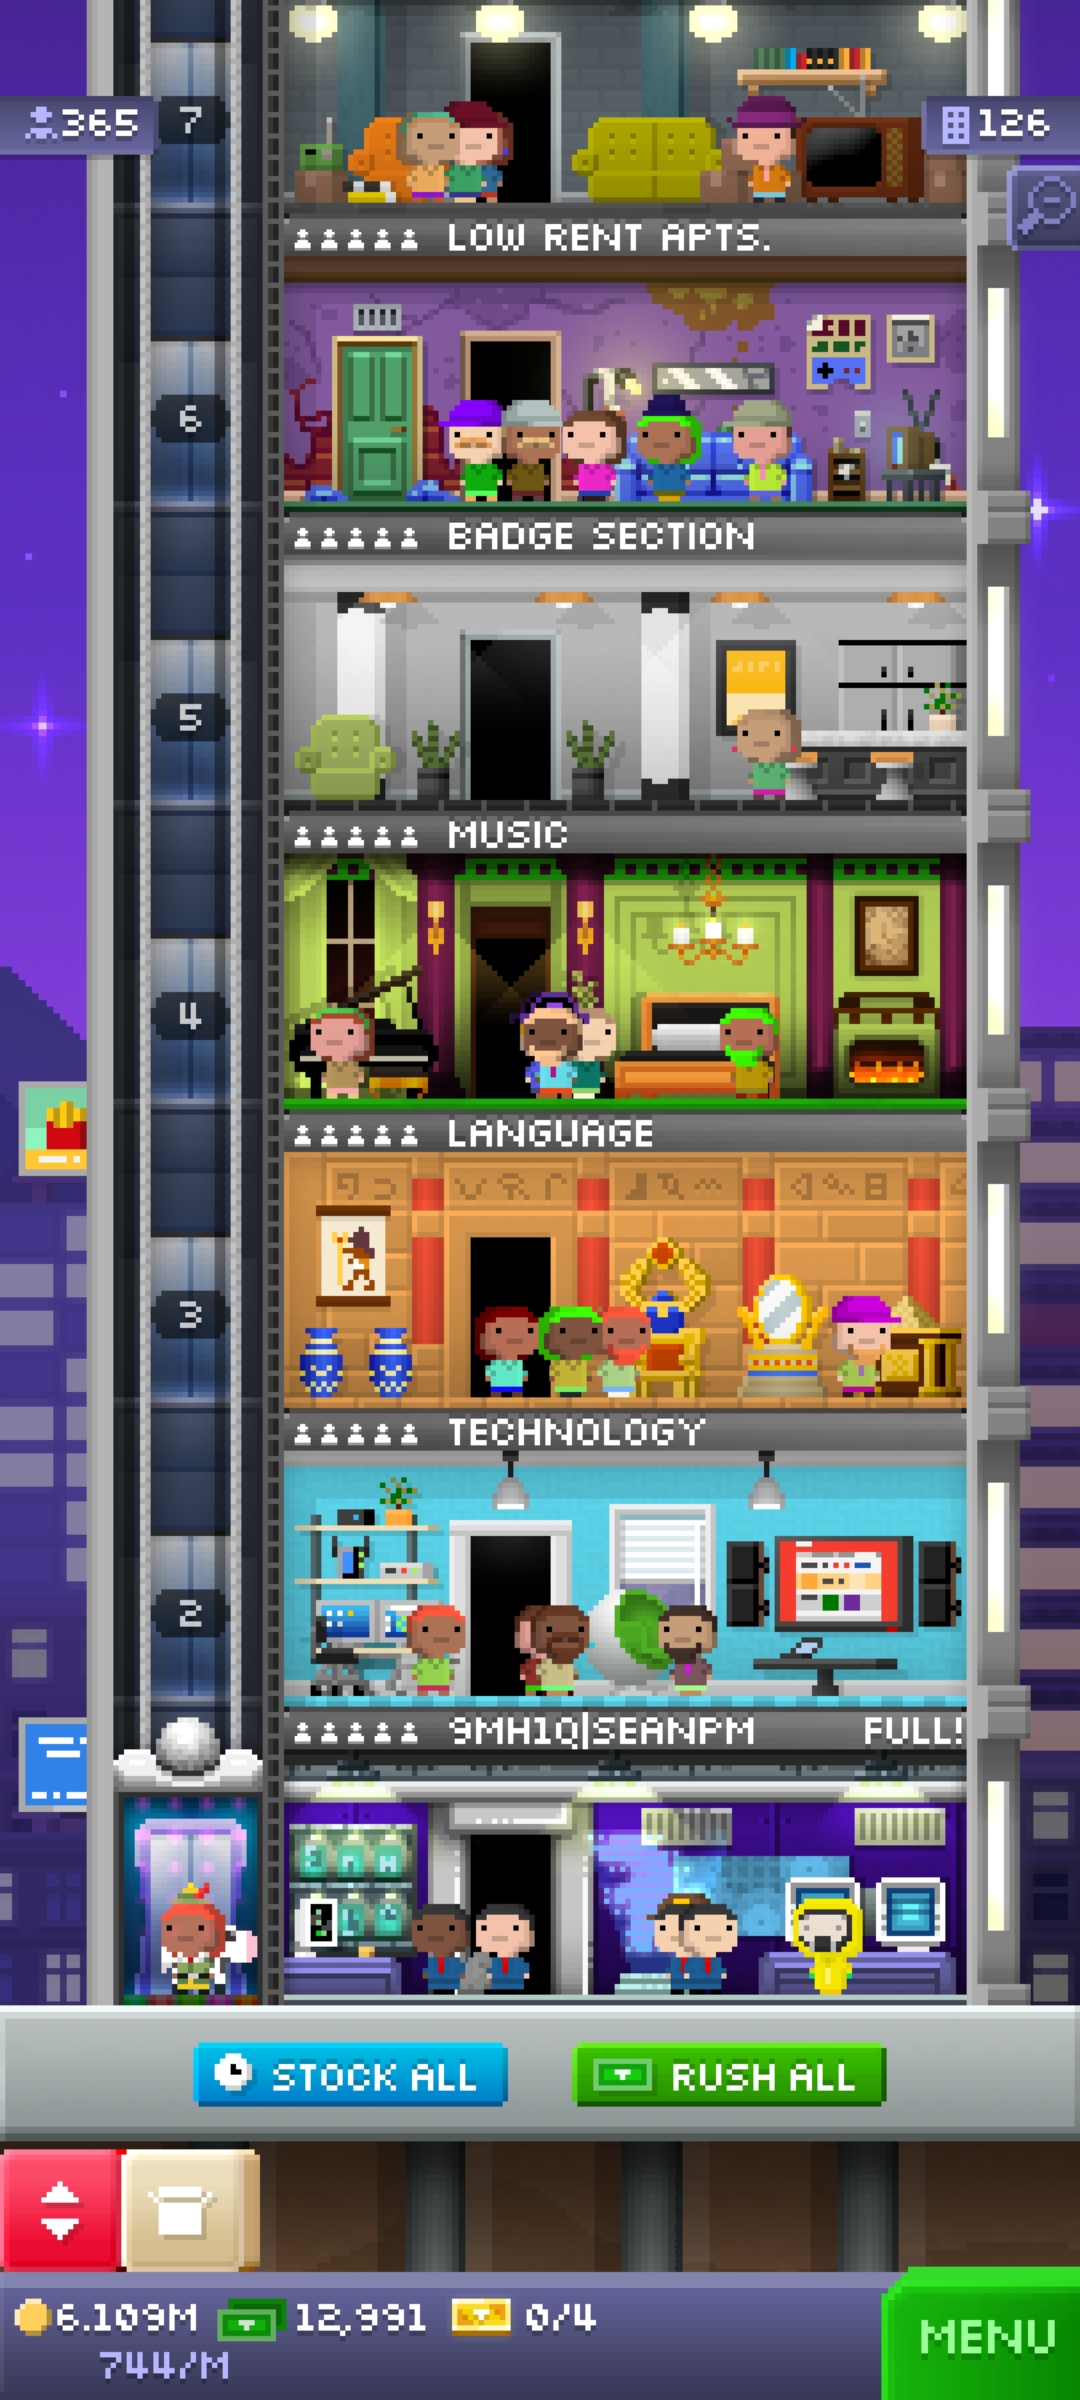 365
7
126
LOW RENT APTS.
6
BADGE SECTION
5
MUSIC
4
LANGUAGE
3
TECHNOLOGY
2
9MH1Q|SEANPM FULL!
STOCK ALL
RUSH ALL
6.109M 12,991 0/4
744/M
MENU